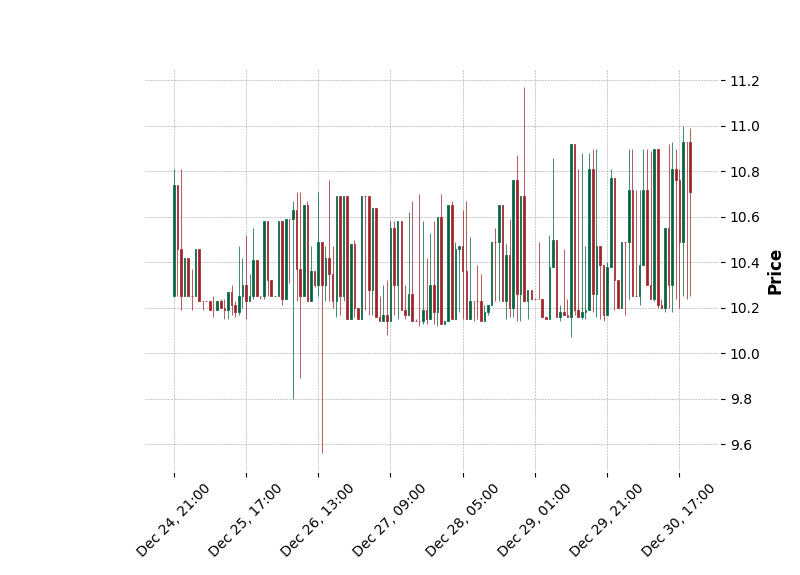 11.2
11.0
10.8
10.6
10.4
10.2
10.0
9.8
9.6
Price
Dec 24, 21:00
Dec 25, 17:00
Dec 26, 13:00
Dec 27, 09:00
Dec 28, 05:00
Dec 29, 01:00
Dec 29, 21:00
Dec 30, 17:00